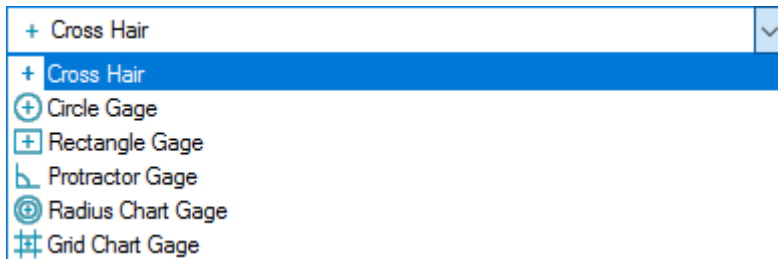 Cross Hair
Cross Hair
Circle Gage
Rectangle Gage
Protractor Gage
Radius Chart Gage
Grid Chart Gage